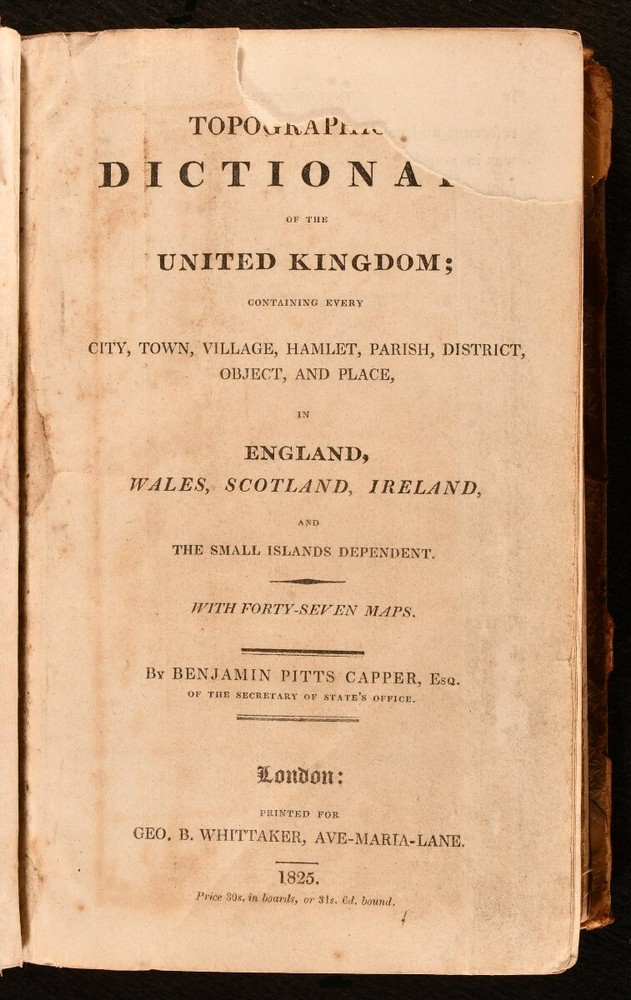 DICTIONA
OF THE
UNITED KINGDOM;
CONTAINING EVERY
CITY, TOWN, VILLAGE, HAMLET, PARISH, DISTRICT,
OBJECT, AND PLACE,
IN
ENGLAND,
WALES, SCOTLAND, IRELAND,
AND
THE SMALL ISLANDS DEPENDENT.
WITH FORTY-SEVEN MAPS.
By BENJAMIN PITTS CAPPER, Esq.
OF THE SECRETARY OF STATE'S OFFICE.
London:
PRINTED FOR
GEO. B. WHITTAKER, AVE-MARIA-LANE.
1825.
Price 30s. in boards, or 31s. 6d. bound.